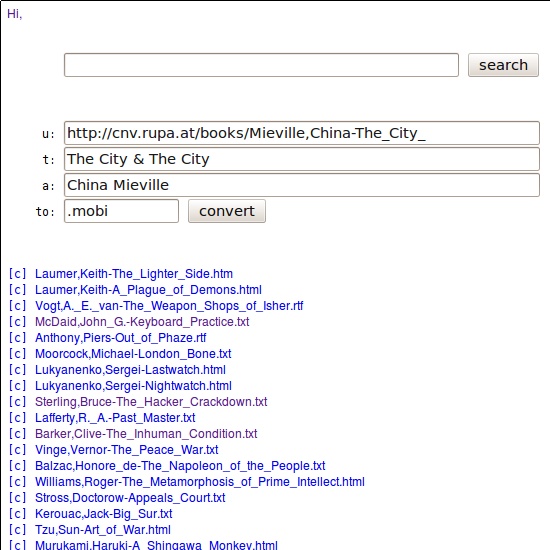 Hi,
search
u: http://cnv.rupa.at/books/Mieville,China-The_City_
t: The City & The City
a: China Mieville
to: .mobi convert
[c] Laumer,Keith-The_Lighter_Side.htm
[c] Laumer,Keith-A_Plague_of_Demons.html
[c] Vogt,A._E._van-The_Weapon_Shops_of_Isher.rtf
[c] McDaid,John_G.-Keyboard_Practice.txt
[c] Anthony,Piers-Out_of_Phaze.rtf
[c] Moorcock,Michael-London_Bone.txt
[c] Lukyanenko,Sergei-Lastwatch.html
[c] Lukyanenko,Sergei-Nightwatch.html
[c] Sterling,Bruce-The_Hacker_Crackdown.txt
[c] Lafferty,R._A.-Past_Master.txt
[c] Barker,Clive-The_Inhuman_Condition.txt
[c] Vinge,Vernor-The_Peace_War.txt
[c] Balzac,Honore_de-The_Napoleon_of_the_People.txt
[c] Williams,Roger-The_Metamorphosis_of_Prime_Intellect.html
[c] Stross,Doctorow-Appeals_Court.txt
[c] Kerouac,Jack-Big_Sur.txt
[c] Tzu,Sun-Art_of_War.html
[c] Murukami,Haruki-A_Shingawa_Monkey.html